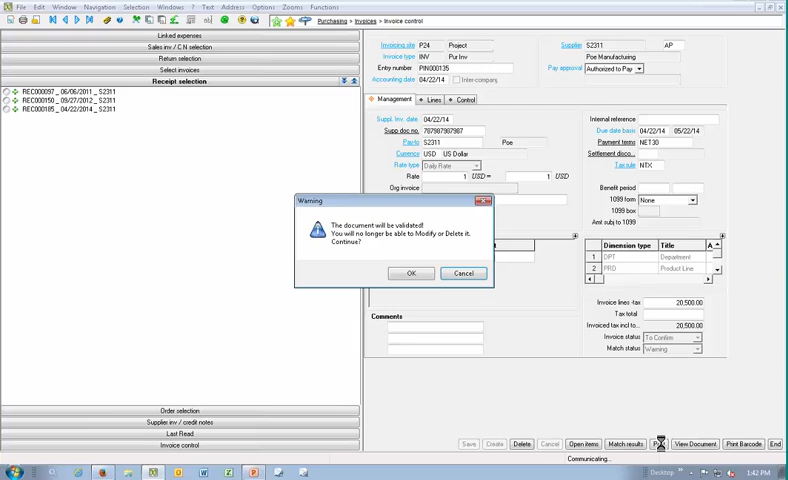 File Edit Window Navigation Selection Windows ? Text Address Options Zooms Functions
Purchasing > Invoices > Invoice control
Linked expenses
Sales inv / C N selection
Return selection
Select invoices
Receipt selection
REC000097 _ 06/06/2011 _ S2311
REC000150 _ 09/27/2012 _ S2311
REC000185 _ 04/22/2014 _ S2311
Order selection
Supplier inv / credit notes
Last Read
Invoice control
Invoicing site P24 Project
Invoice type INV Pur Inv
Entry number PIN000135
Accounting date 04/22/14 Inter-company
Supplier S2311 AP
Poe Manufacturing
Pay approval Authorized to Pay
Management Lines Control
Suppl. Inv. date 04/22/14
Supp doc no. 787987987987
Pay-to S2311 Poe
Currency USD US Dollar
Rate type Daily Rate
Rate 1 USD = 1 USD
Org invoice
Internal reference
Due date basis 04/22/14 05/22/14
Payment terms NET30
Settlement disco...
Tax rule NTX
Benefit period
1099 form None
1099 box
Amt subj to 1099
Warning
The document will be validated!
You will no longer be able to Modify or Delete it.
Continue?
OK Cancel
Dimension type Title A
1 DPT Department
2 PRD Product Line
Comments
Invoice lines -tax 20,500.00
Tax total
Invoiced tax incl to... 20,500.00
Invoice status To Confirm
Match status Warning
Save Create Delete Cancel Open items Match results View Document Print Barcode End
Communicating...
Desktop 1:42 PM